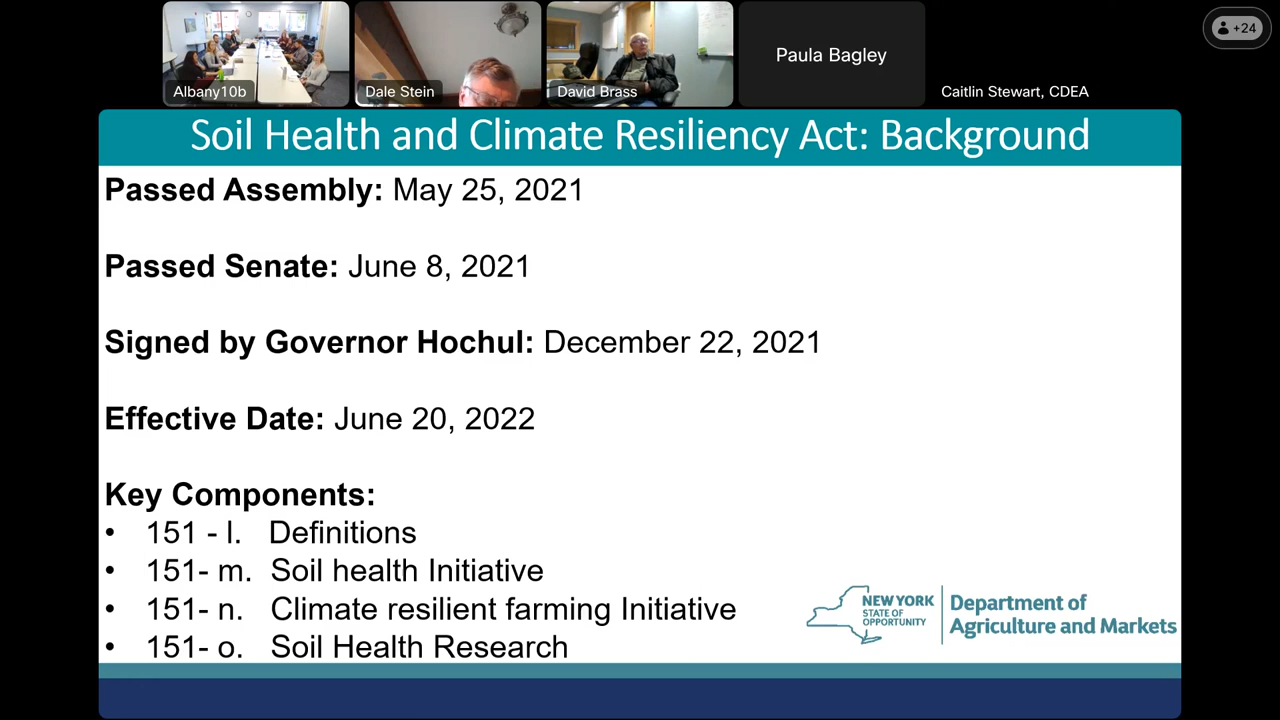 Albany10b
Dale Stein
David Brass
Paula Bagley
Caitlin Stewart, CDEA
+24
Soil Health and Climate Resiliency Act: Background
Passed Assembly: May 25, 2021
Passed Senate: June 8, 2021
Signed by Governor Hochul: December 22, 2021
Effective Date: June 20, 2022
Key Components:
• 151 - l. Definitions
• 151- m. Soil health Initiative
• 151- n. Climate resilient farming Initiative
• 151- o. Soil Health Research
NEW YORK
STATE OF
OPPORTUNITY
Department of
Agriculture and Markets